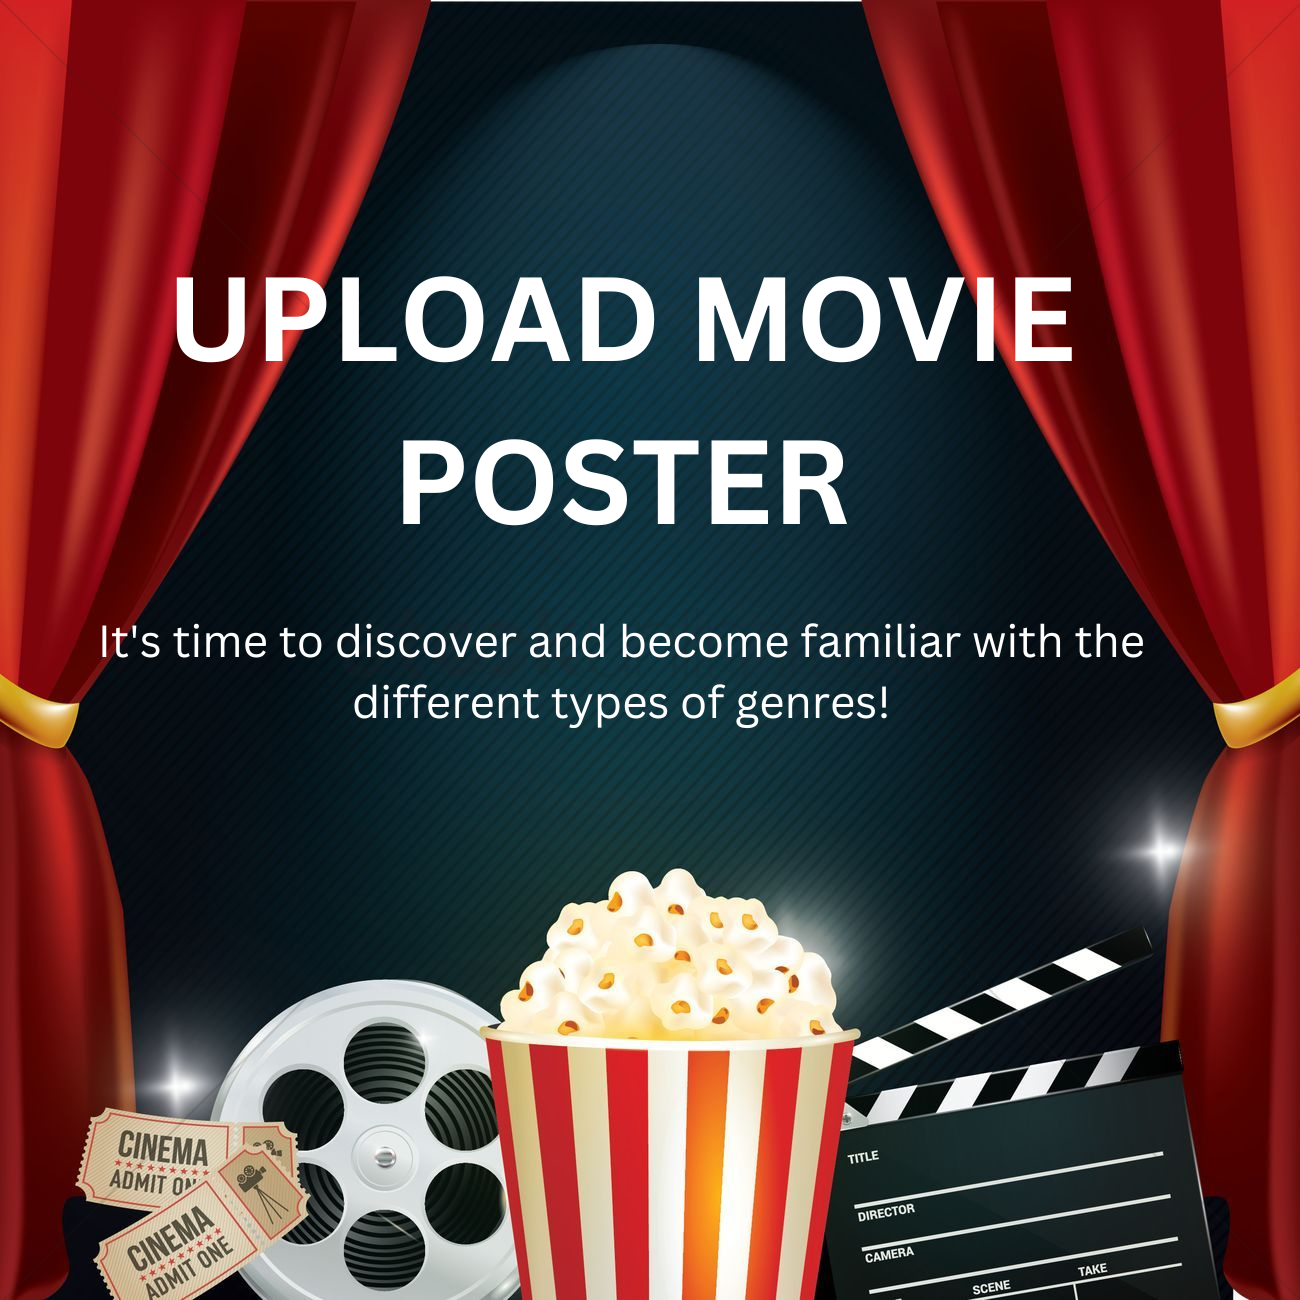 UPLOAD MOVIE
POSTER
It's time to discover and become familiar with the
different types of genres!
CINEMA
ADMIT ON
CINEMA
ADMIT ONE
TITLE
DIRECTOR
CAMERA
SCENE
TAKE